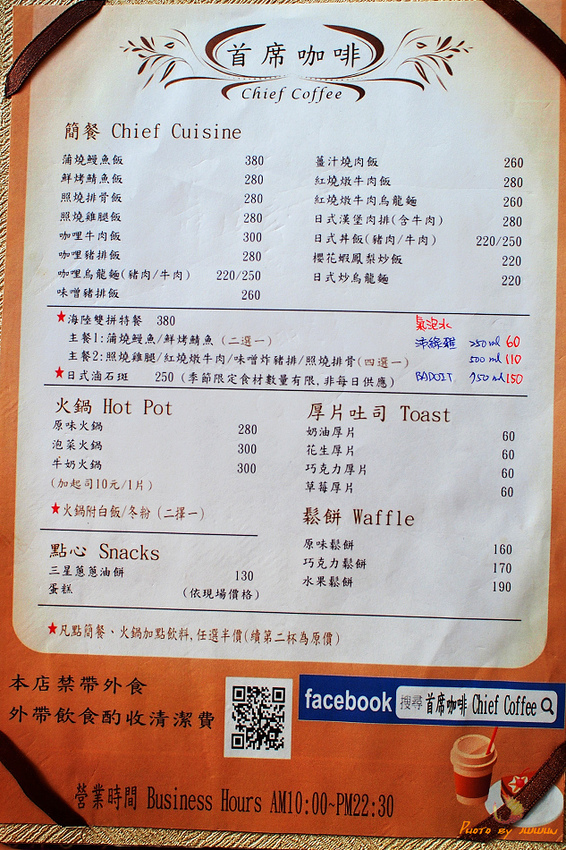 首席咖啡
Chief Coffee
簡餐 Chief Cuisine
蒲燒鰻魚飯 380
鮮烤鯖魚飯 280
照燒排骨飯 280
照燒雞腿飯 280
咖哩牛肉飯 300
咖哩豬排飯 280
咖哩烏龍麵(豬肉/牛肉) 220/250
味噌豬排飯 260
薑汁燒肉飯 260
紅燒燉牛肉飯 280
紅燒燉牛肉烏龍麵 260
日式漢堡肉排(含牛肉) 280
日式丼飯(豬肉/牛肉) 220/250
櫻花蝦鳳梨炒飯 220
日式炒烏龍麵 220
★海陸雙拼特餐 380
主餐1:蒲燒鰻魚/鮮烤鯖魚(二選一)
主餐2:照燒雞腿/紅燒燉牛肉/味噌炸豬排/照燒排骨(四選一)
★日式滷石斑 250 (季節限定食材數量有限,非每日供應)
氣泡水
沛綠雅 250ml 60
500ml 110
BADOIT 750ml 150
火鍋 Hot Pot
原味火鍋 280
泡菜火鍋 300
牛奶火鍋 300
(加起司10元/1片)
★火鍋附白飯/冬粉(二擇一)
點心 Snacks
三星蔥蔥油餅 130
蛋糕 (依現場價格)
厚片吐司 Toast
奶油厚片 60
花生厚片 60
巧克力厚片 60
草莓厚片 60
鬆餅 Waffle
原味鬆餅 160
巧克力鬆餅 170
水果鬆餅 190
★凡點簡餐、火鍋加點飲料,任選半價(續第二杯為原價)
本店禁帶外食
外帶飲食酌收清潔費
facebook 搜尋 首席咖啡 Chief Coffee
營業時間 Business Hours AM10:00~PM22:30